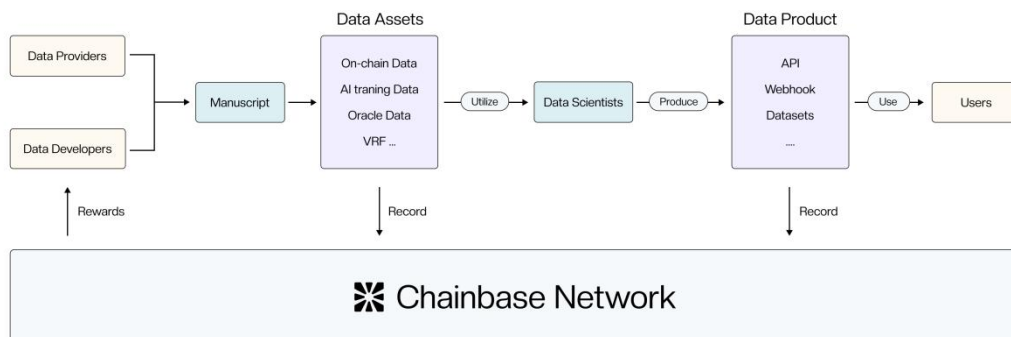 Data Assets
Data Product
Data Providers
Data Developers
Manuscript
On-chain Data
AI traning Data
Oracle Data
VRF ...
Utilize
Data Scientists
Produce
API
Webhook
Datasets
....
Use
Users
Rewards
Record
Record
Chainbase Network